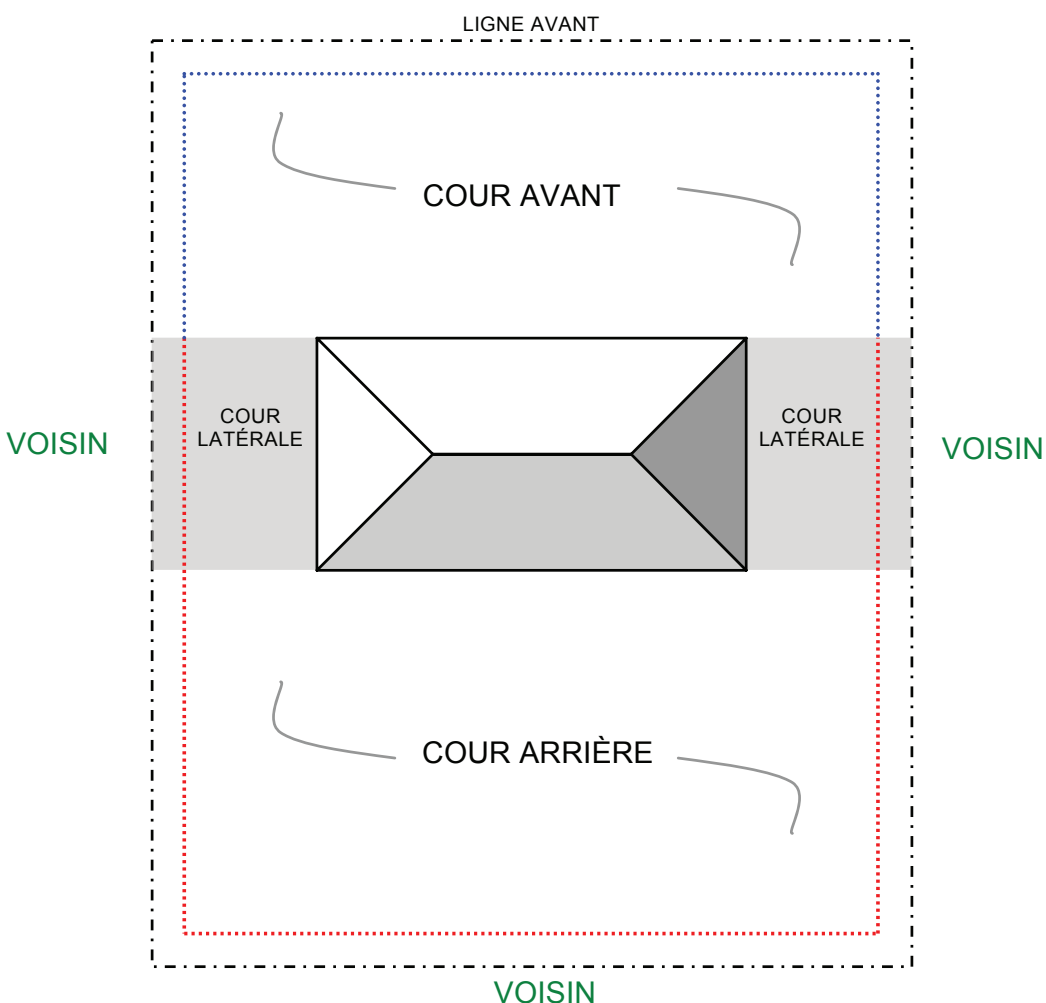 LIGNE AVANT
COUR AVANT
COUR
LATÉRALE
COUR
LATÉRALE
VOISIN
VOISIN
COUR ARRIÈRE
VOISIN